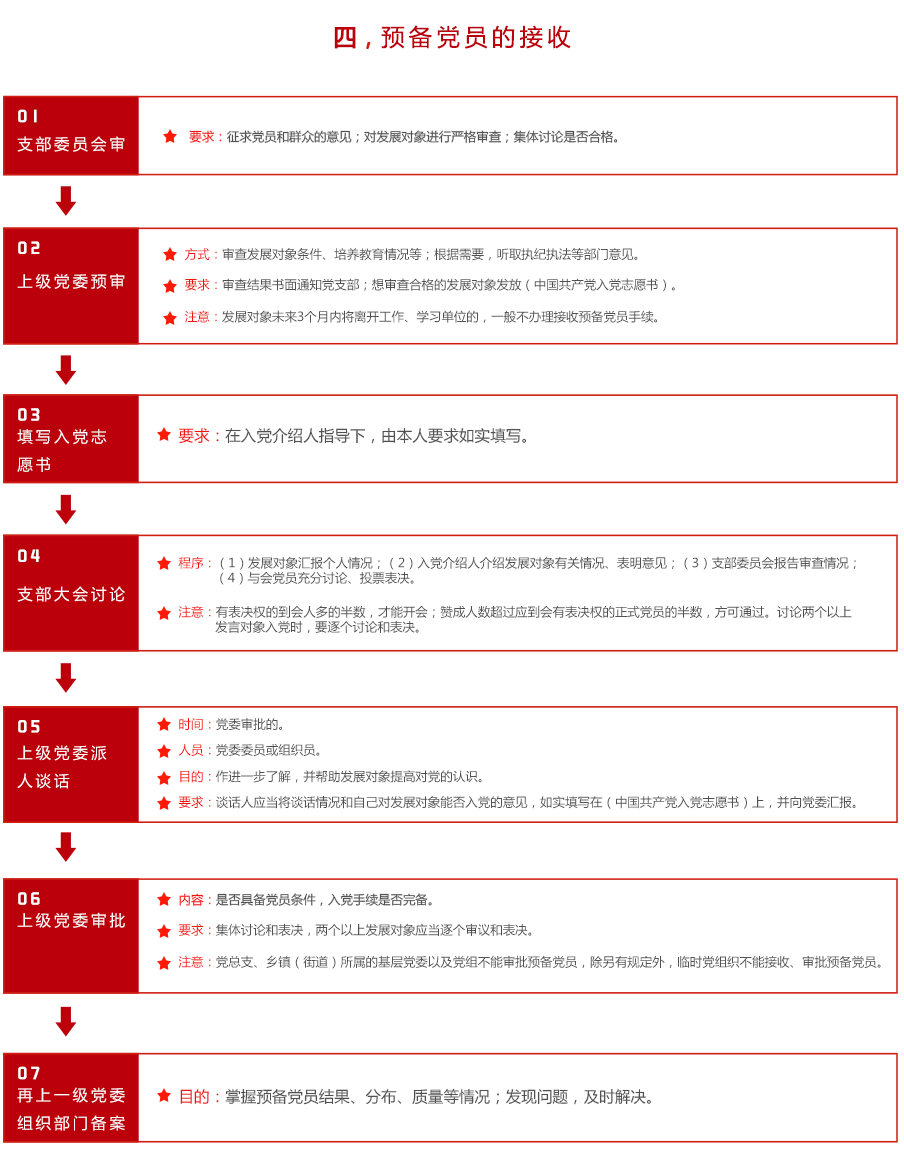 四，预备党员的接收
01
支部委员会审
要求：征求党员和群众的意见；对发展对象进行严格审查；集体讨论是否合格。
02
上级党委预审
方式：审查发展对象条件、培养教育情况等；根据需要，听取执纪执法等部门意见。
要求：审查结果书面通知党支部；想审查合格的发展对象发放（中国共产党入党志愿书）。
注意：发展对象未来3个月内将离开工作、学习单位的，一般不办理接收预备党员手续。
03
填写入党志
愿书
要求：在入党介绍人指导下，由本人要求如实填写。
04
支部大会讨论
程序：（1）发展对象汇报个人情况；（2）入党介绍人介绍发展对象有关情况、表明意见；（3）支部委员会报告审查情况；
（4）与会党员充分讨论、投票表决。
注意：有表决权的到会人多的半数，才能开会；赞成人数超过应到会有表决权的正式党员的半数，方可通过。讨论两个以上
发言对象入党时，要逐个讨论和表决。
05
上级党委派
人谈话
时间：党委审批的。
人员：党委委员或组织员。
目的：作进一步了解，并帮助发展对象提高对党的认识。
要求：谈话人应当将谈话情况和自己对发展对象能否入党的意见，如实填写在（中国共产党入党志愿书）上，并向党委汇报。
06
上级党委审批
内容：是否具备党员条件，入党手续是否完备。
要求：集体讨论和表决，两个以上发展对象应当逐个审议和表决。
注意：党总支、乡镇（街道）所属的基层党委以及党组不能审批预备党员，除另有规定外，临时党组织不能接收、审批预备党员。
07
再上一级党委
组织部门备案
目的：掌握预备党员结果、分布、质量等情况；发现问题，及时解决。